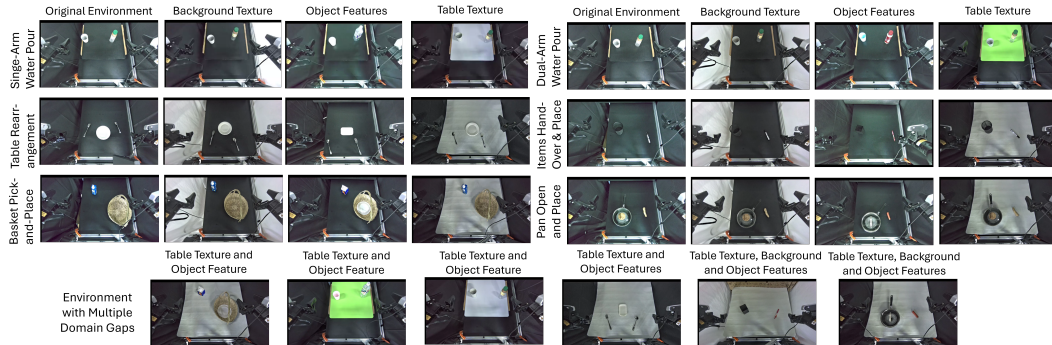 Original Environment
Background Texture
Object Features
Table Texture
Original Environment
Background Texture
Object Features
Table Texture
Singe-Arm
Water Pour
Dual-Arm
Water Pour
Table Rearr-
angement
Items Hand-
Over & Place
Basket Pick-
and-Place
Pan Open
and Place
Table Texture and
Object Feature
Table Texture and
Object Feature
Table Texture and
Object Feature
Table Texture and
Object Features
Table Texture, Background
and Object Features
Table Texture, Background
and Object Features
Environment
with Multiple
Domain Gaps